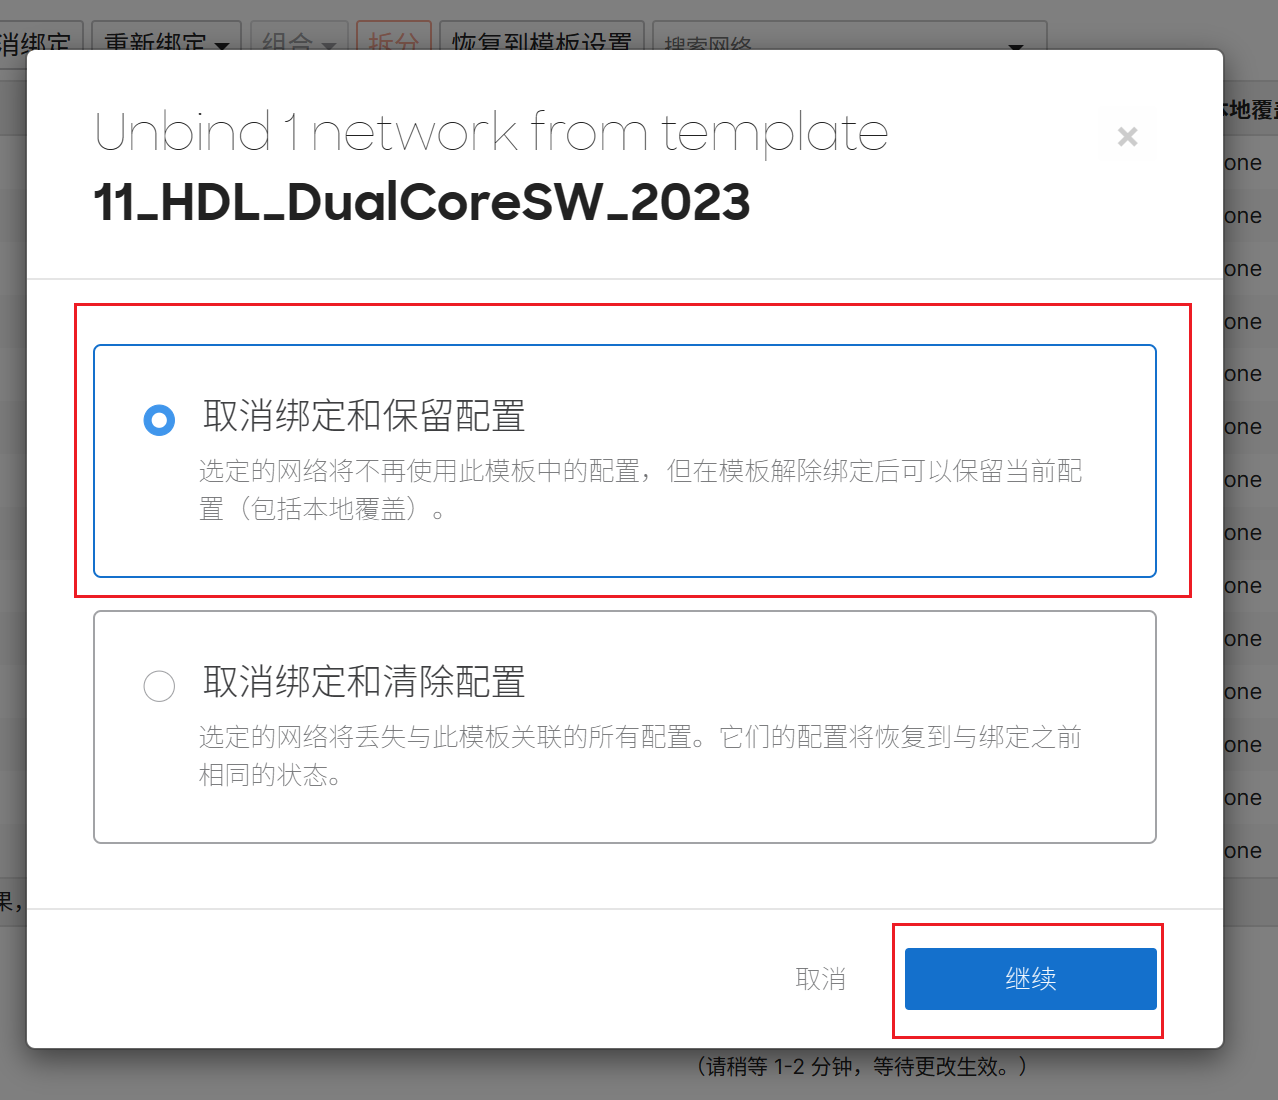 消绑定 重新绑定 组合 拆分 恢复到模板设置 搜索网络
Unbind 1 network from template
11_HDL_DualCoreSW_2023
本地覆盖
one
one
one
one
one
one
one
one
one
one
one
one
one
one
取消绑定和保留配置
选定的网络将不再使用此模板中的配置，但在模板解除绑定后可以保留当前配
置（包括本地覆盖）。
取消绑定和清除配置
选定的网络将丢失与此模板关联的所有配置。它们的配置将恢复到与绑定之前
相同的状态。
果，
取消 继续
（请稍等 1-2 分钟，等待更改生效。）